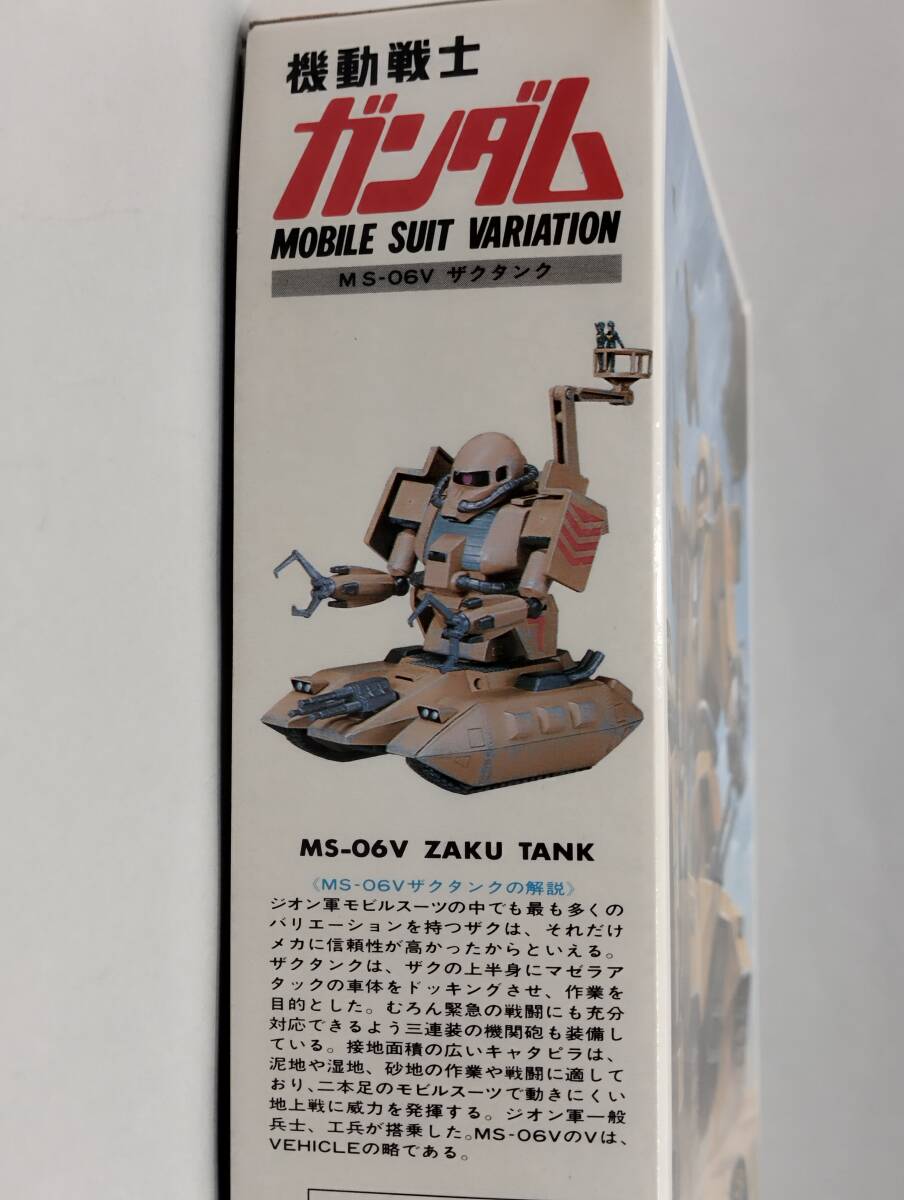 機動戦士
ガンダム
MOBILE SUIT VARIATION
MS-06V ザクタンク
MS-06V ZAKU TANK
《MS-06Vザクタンクの解説》
ジオン軍モビルスーツの中でも最も多くの
バリエーションを持つザクは、それだけ
メカに信頼性が高かったからといえる。
ザクタンクは、ザクの上半身にマゼラア
タックの車体をドッキングさせ、作業を
目的とした。むろん緊急の戦闘にも充分
対応できるよう三連装の機関砲も装備し
ている。接地面積の広いキャタピラは、
泥地や湿地、砂地の作業や戦闘に適して
おり、二本足のモビルスーツで動きにくい
地上戦に威力を発揮する。ジオン軍一般
兵士、工兵が搭乗した。MS-06VのVは、
VEHICLEの略である。